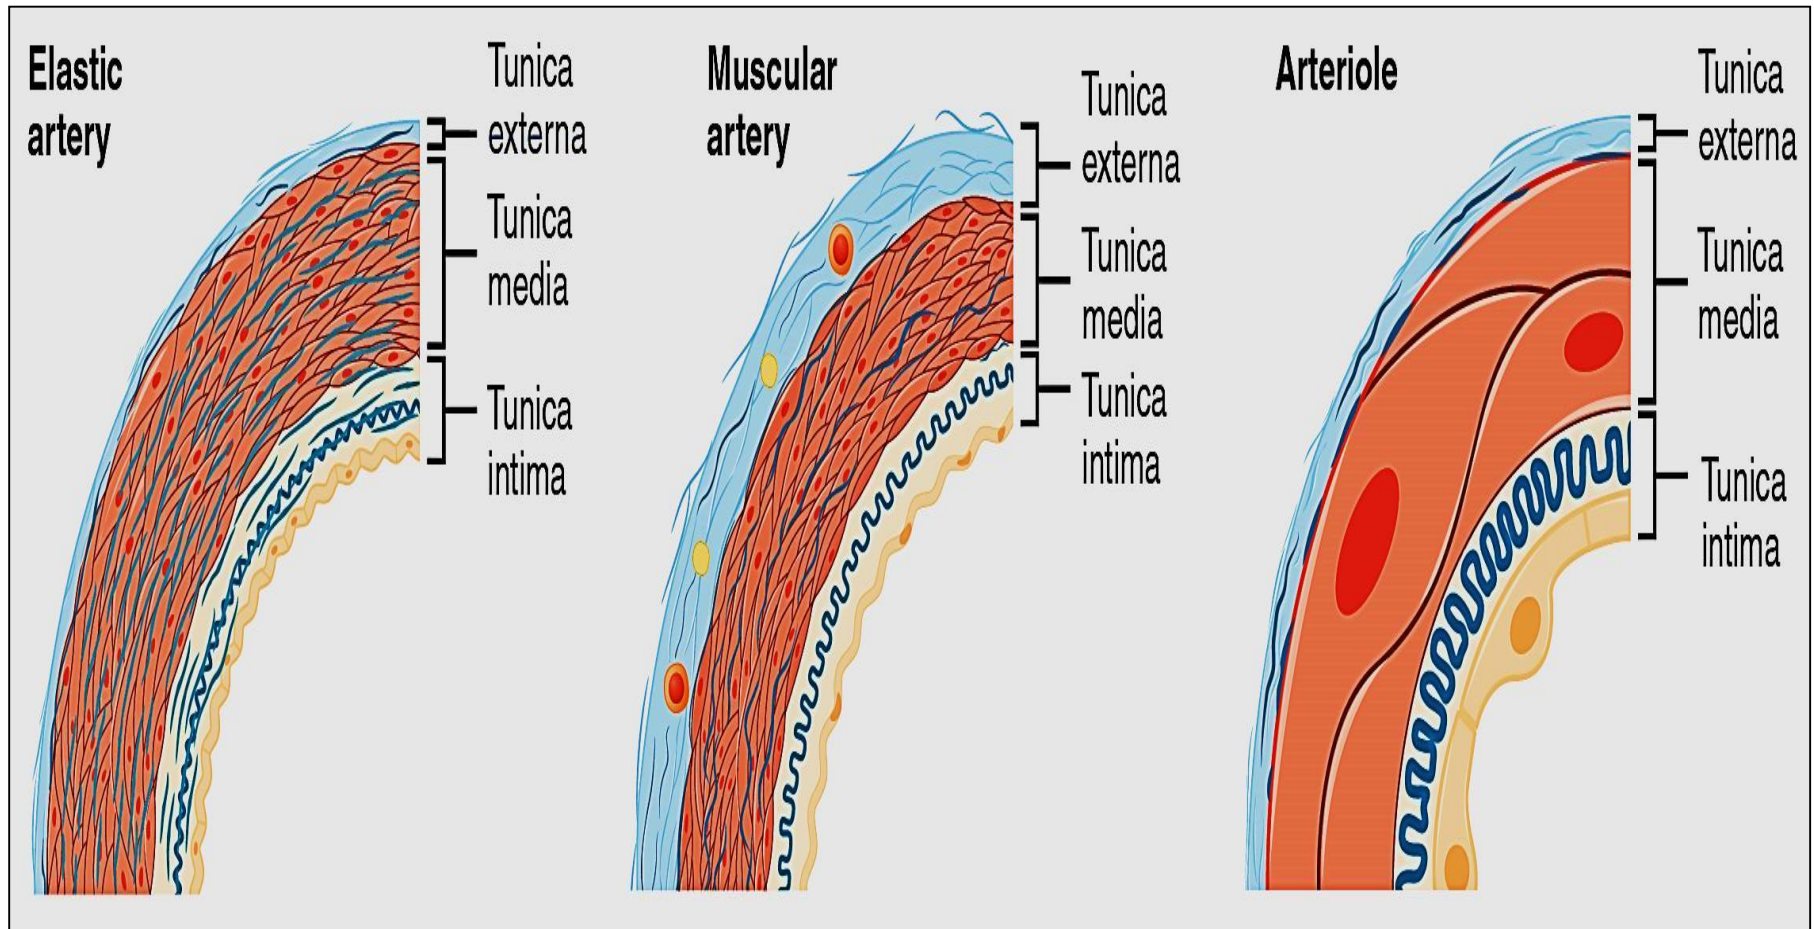 Elastic
artery
Tunica
externa
Tunica
media
Tunica
intima
Muscular
artery
Tunica
externa
Tunica
media
Tunica
intima
Arteriole
Tunica
externa
Tunica
media
Tunica
intima